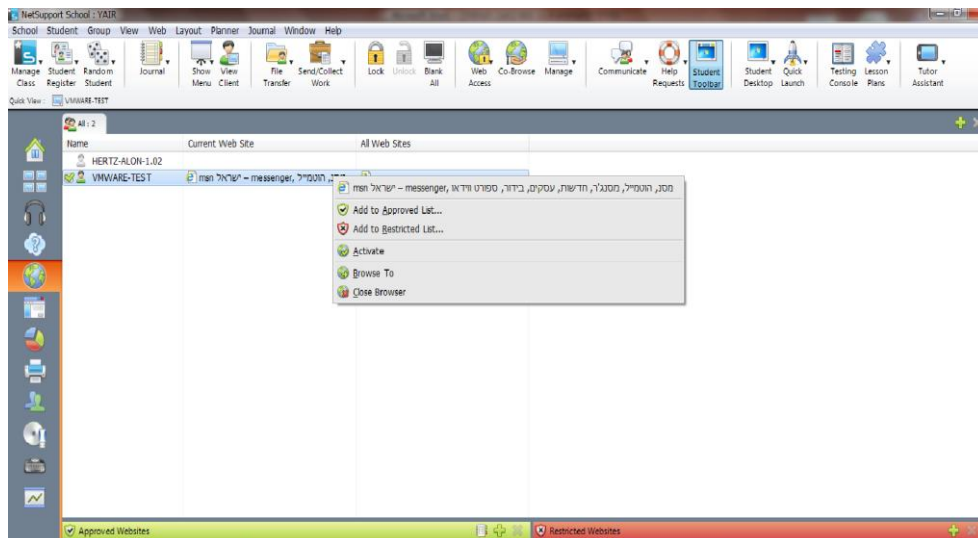 NetSupport School : YAIR
School Student Group View Web Layout Planner Journal Window Help
Manage Class
Student Register
Random Student
Journal
Show Menu
View Client
File Transfer
Send/Collect Work
Lock
Unlock
Blank All
Web Access
Co-Browse
Manage
Communicate
Help Requests
Student Toolbar
Student Desktop
Quick Launch
Testing Console
Lesson Plans
Tutor Assistant
Quick View : VMWARE-TEST
All : 2
Name Current Web Site All Web Sites
HERTZ-ALON-1.02
VMWARE-TEST msn ישראל – messenger, הוטמייל
msn ישראל – messenger, מסנ, הוטמייל, מסנג'ר, חדשות, עסקים, בידור, ספורט ווידאו
Add to Approved List...
Add to Restricted List...
Activate
Browse To
Close Browser
Approved Websites
Restricted Websites